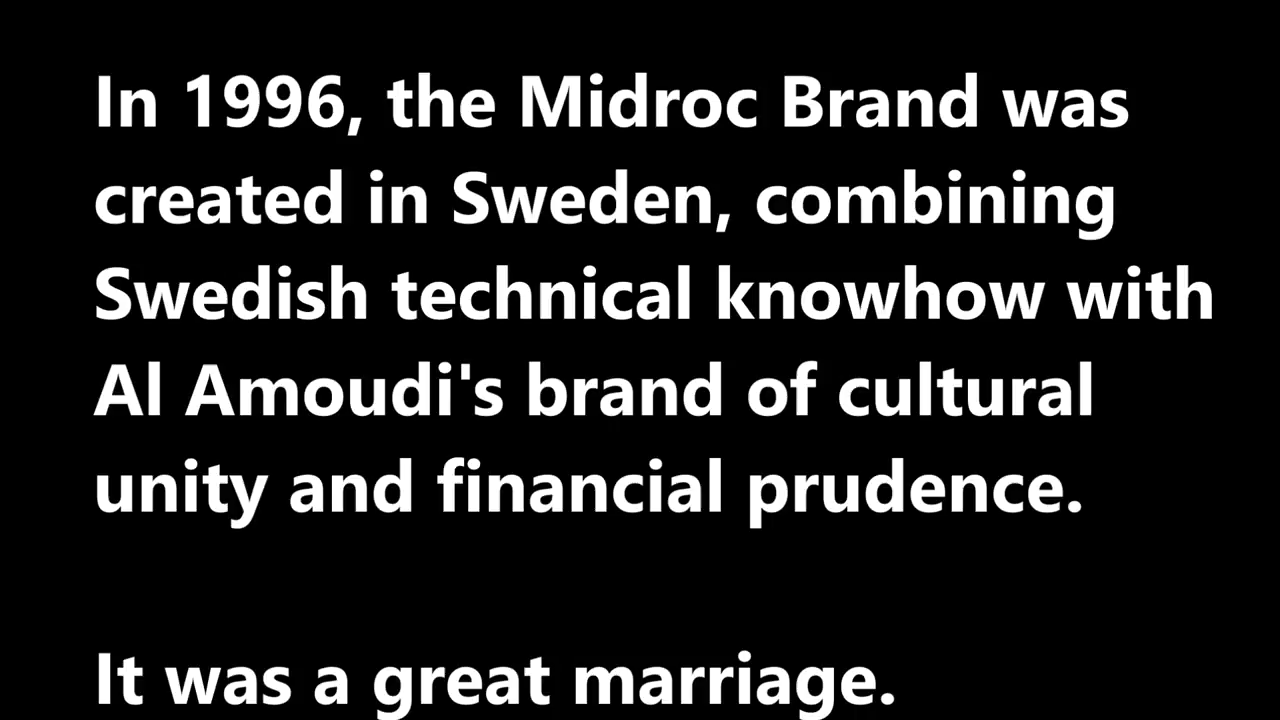 In 1996, the Midroc Brand was
created in Sweden, combining
Swedish technical knowhow with
Al Amoudi's brand of cultural
unity and financial prudence.
It was a great marriage.